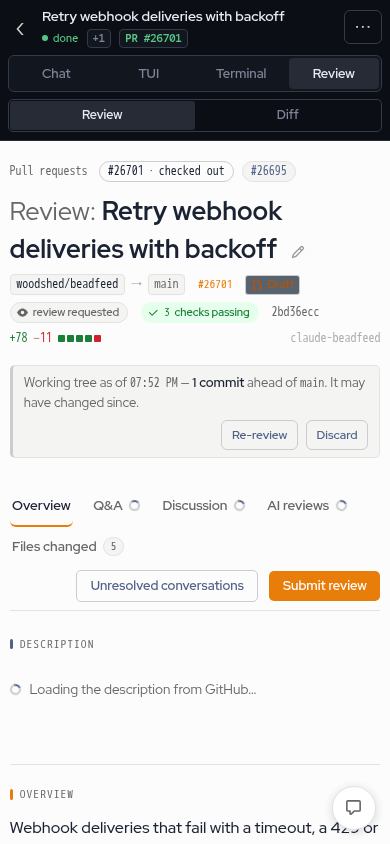 Retry webhook deliveries with backoff
done +1 PR #26701
Chat TUI Terminal Review
Review Diff
Pull requests #26701 · checked out #26695
Review: Retry webhook
deliveries with backoff
woodshed/beadfeed → main #26701
review requested 3 checks passing 2bd36ecc
+78 −11 claude-beadfeed
Working tree as of 07:52 PM — 1 commit ahead of main. It may
have changed since.
Re-review Discard
Overview Q&A Discussion AI reviews
Files changed 5
Unresolved conversations Submit review
DESCRIPTION
Loading the description from GitHub...
OVERVIEW
Webhook deliveries that fail with a timeout, a 429 or